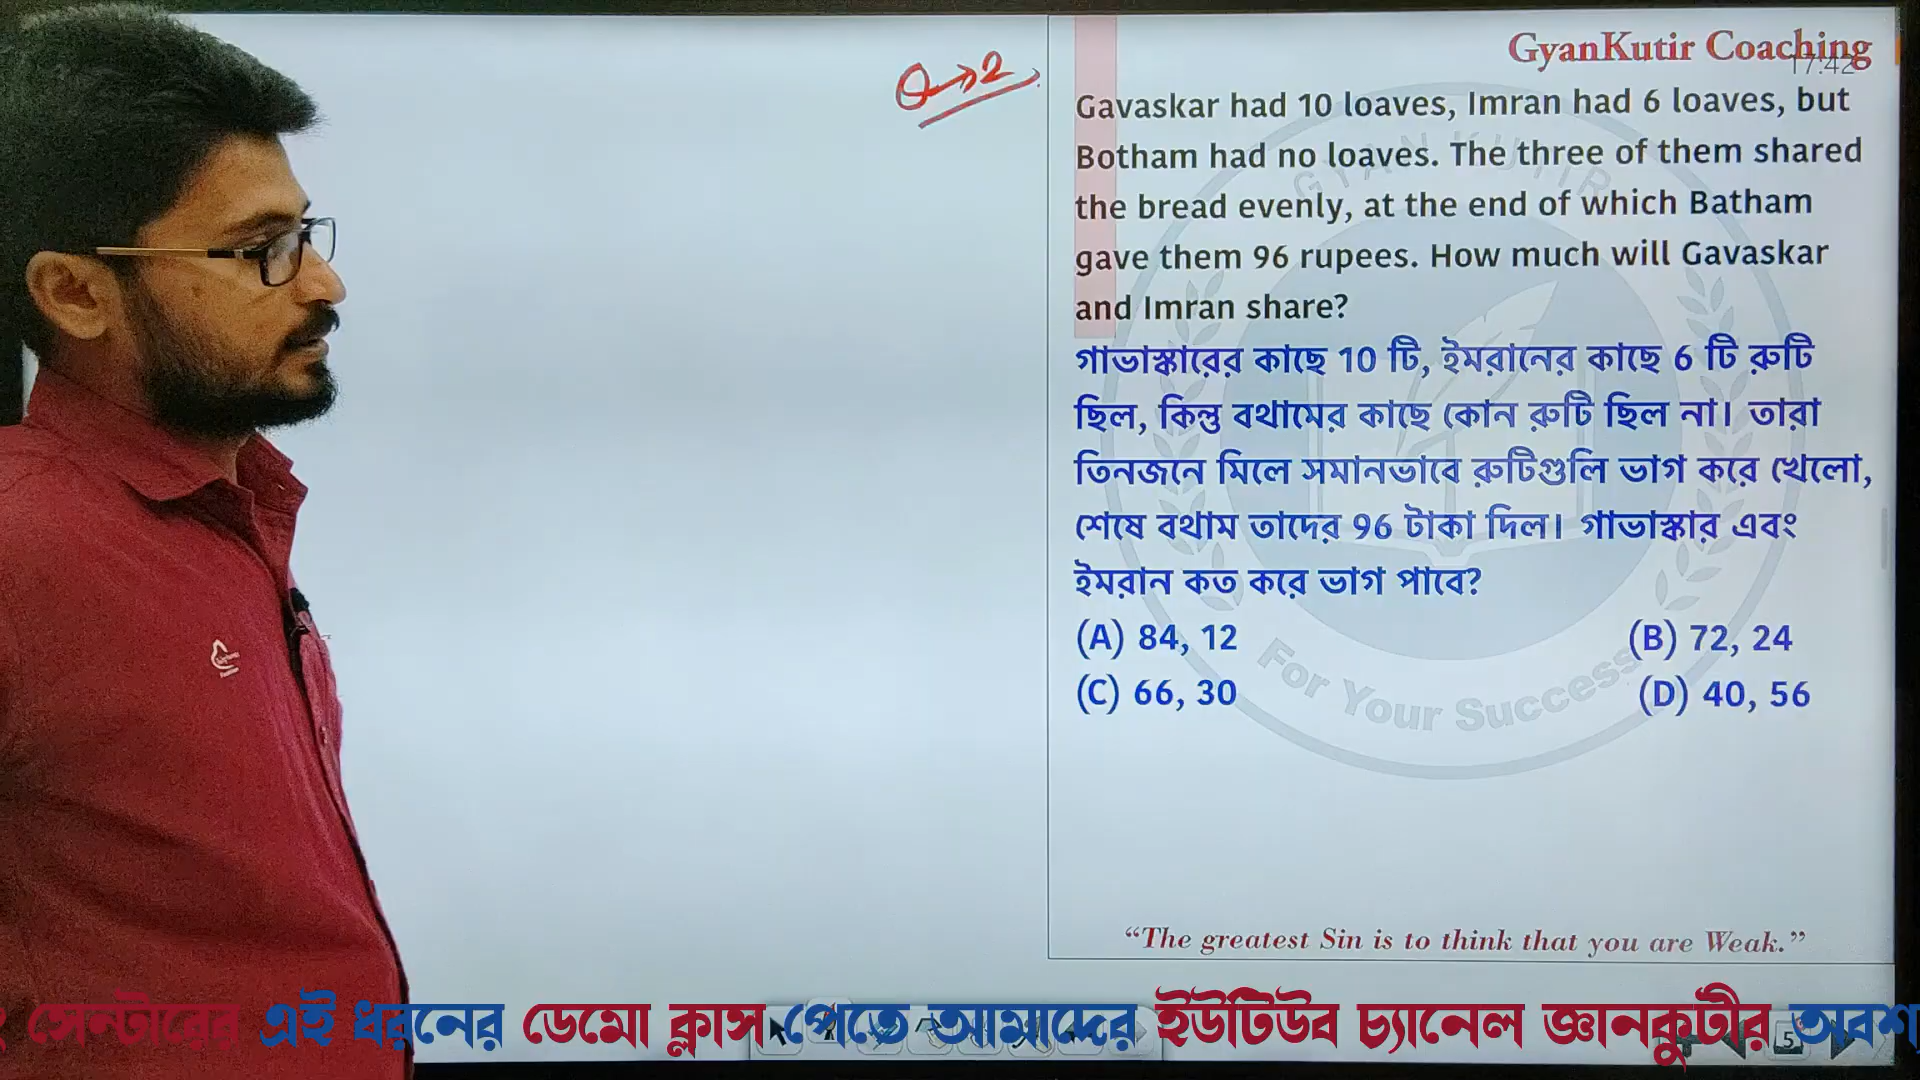 GyanKutir Coaching
17:42
Q→2
Gavaskar had 10 loaves, Imran had 6 loaves, but
Botham had no loaves. The three of them shared
the bread evenly, at the end of which Batham
gave them 96 rupees. How much will Gavaskar
and Imran share?
গাভাস্কারের কাছে 10 টি, ইমরানের কাছে 6 টি রুটি
ছিল, কিন্তু বথামের কাছে কোন রুটি ছিল না। তারা
তিনজনে মিলে সমানভাবে রুটিগুলি ভাগ করে খেলো,
শেষে বথাম তাদের 96 টাকা দিল। গাভাস্কার এবং
ইমরান কত করে ভাগ পাবে?
(A) 84, 12 (B) 72, 24
(C) 66, 30 (D) 40, 56
GYAN KUTIR
For Your Success
“The greatest Sin is to think that you are Weak.”
সেন্টারের এই ধরনের ডেমো ক্লাস পেতে আমাদের ইউটিউব চ্যানেল জ্ঞানকুটীর অবশ্
5